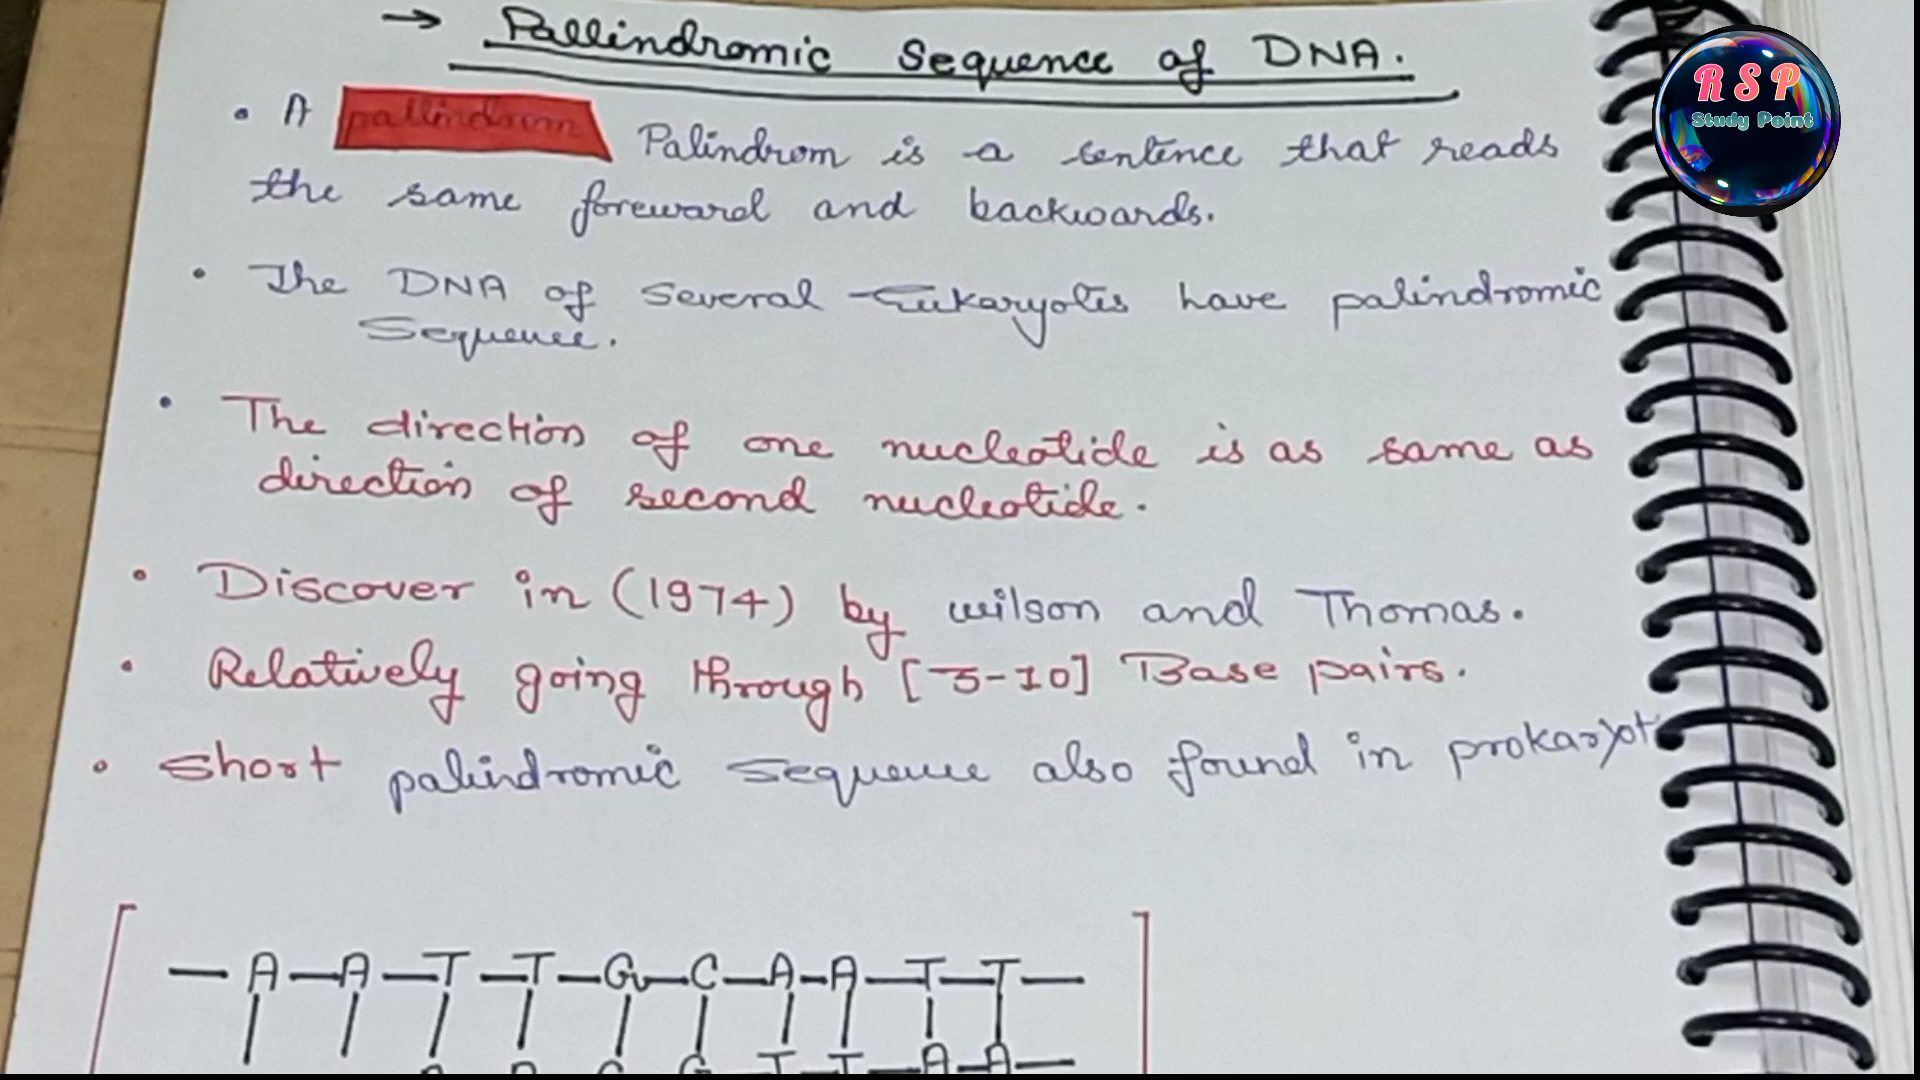 → Pallindromic Sequence of DNA.
R S P
Study Point
• A pallindrom Palindrom is a sentence that reads
the same foreward and backwards.
• The DNA of Several Eukaryotes have palindromic
Sequence.
• The direction of one nucleotide is as same as
direction of second nucleotide.
• Discover in (1974) by wilson and Thomas.
• Relatively going through [3-10] Base pairs.
• Short palindromic Sequence also found in prokaryot
— A — A — T — T — G — C — A — A — T — T —
T — T — A — A —